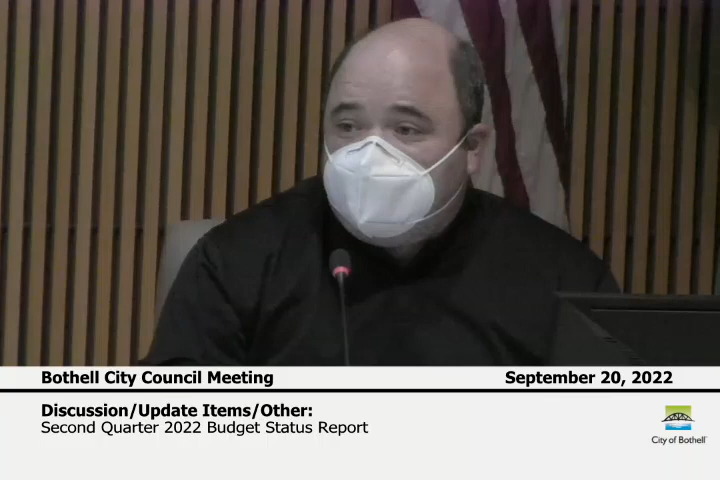 Bothell City Council Meeting
September 20, 2022
Discussion/Update Items/Other:
Second Quarter 2022 Budget Status Report
City of Bothell